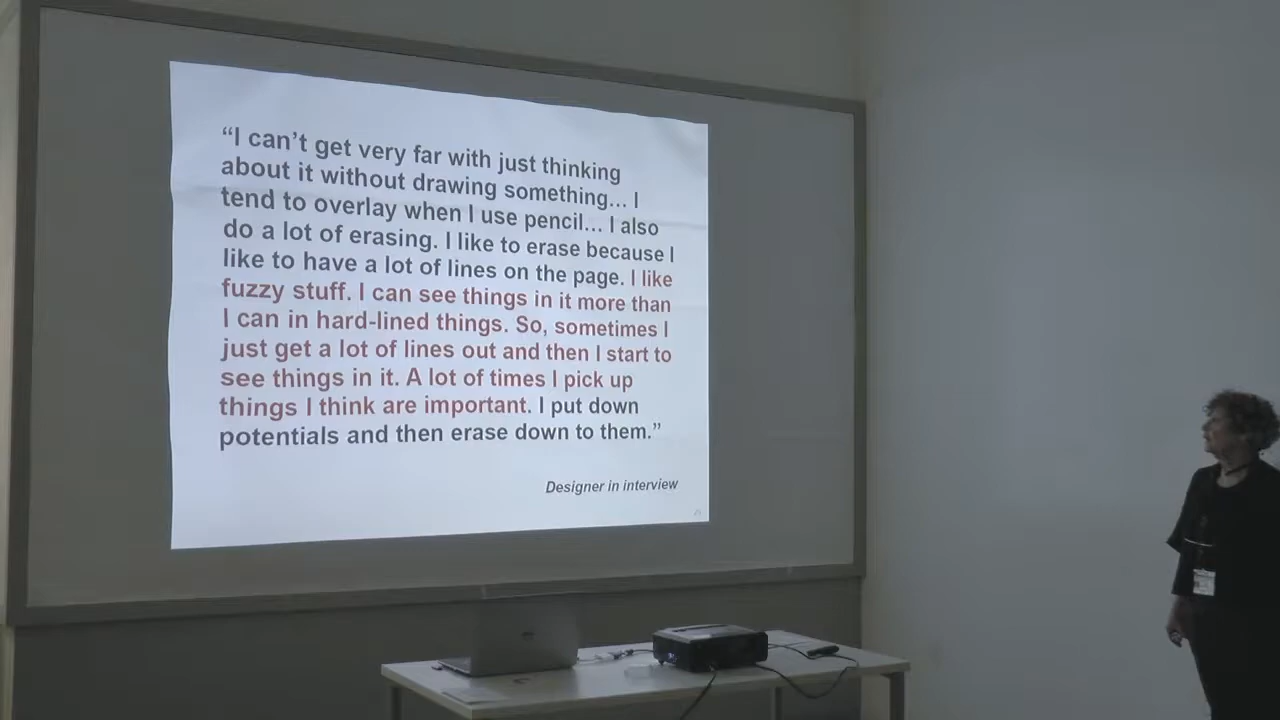 “I can’t get very far with just thinking
about it without drawing something... I
tend to overlay when I use pencil... I also
do a lot of erasing. I like to erase because I
like to have a lot of lines on the page. I like
fuzzy stuff. I can see things in it more than
I can in hard-lined things. So, sometimes I
just get a lot of lines out and then I start to
see things in it. A lot of times I pick up
things I think are important. I put down
potentials and then erase down to them.”
Designer in interview